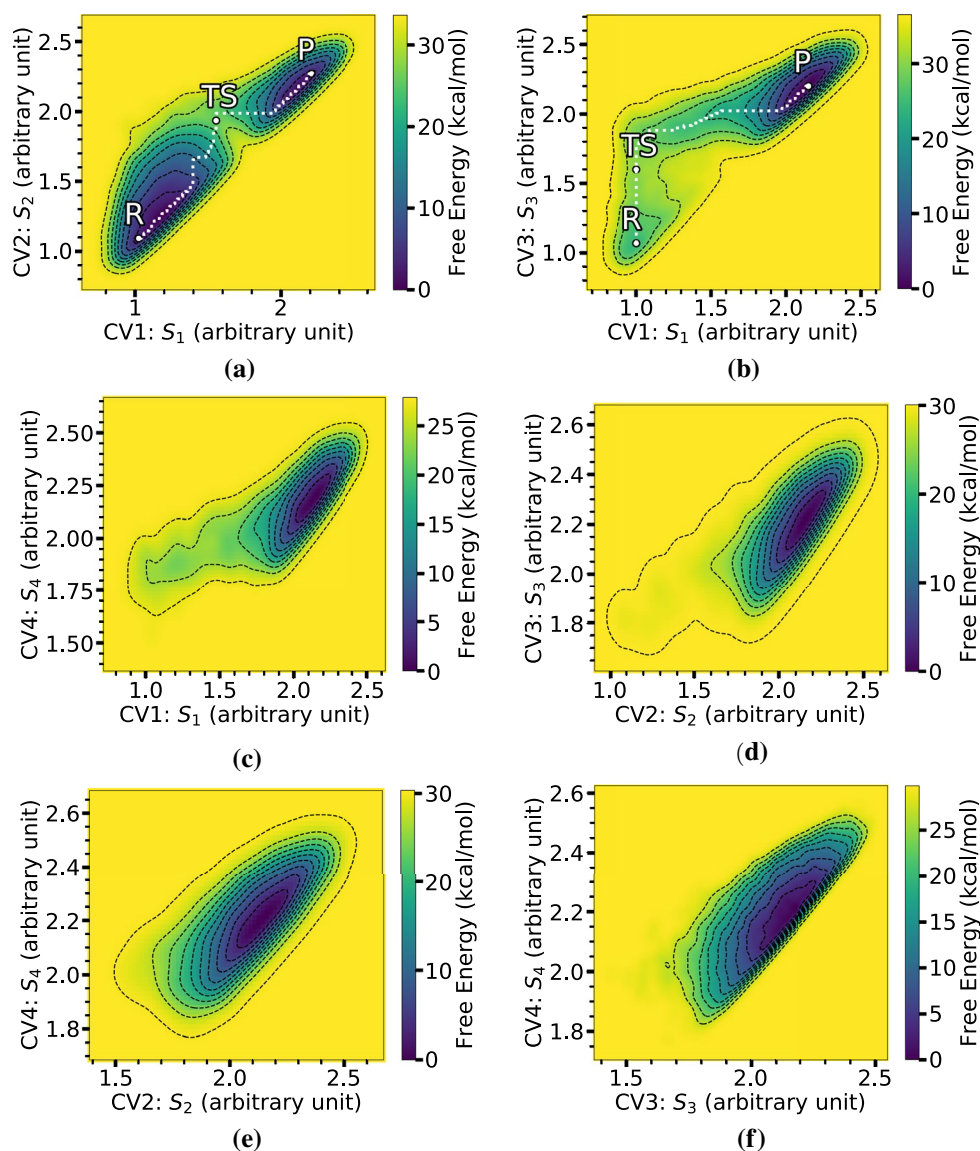 2.5
2.0
1.5
1.0
CV2: S2 (arbitrary unit)
R
TS
P
1
2
CV1: S1 (arbitrary unit)
30
20
10
0
Free Energy (kcal/mol)
(a)
2.5
2.0
1.5
1.0
CV3: S3 (arbitrary unit)
P
TS
R
1.0
1.5
2.0
2.5
CV1: S1 (arbitrary unit)
30
20
10
0
Free Energy (kcal/mol)
(b)
2.50
2.25
2.00
1.75
1.50
CV4: S4 (arbitrary unit)
1.0
1.5
2.0
2.5
CV1: S1 (arbitrary unit)
25
20
15
10
5
0
Free Energy (kcal/mol)
(c)
2.6
2.4
2.2
2.0
1.8
CV3: S3 (arbitrary unit)
1.0
1.5
2.0
2.5
CV2: S2 (arbitrary unit)
30
20
10
0
Free Energy (kcal/mol)
(d)
2.6
2.4
2.2
2.0
1.8
CV4: S4 (arbitrary unit)
1.5
2.0
2.5
CV2: S2 (arbitrary unit)
30
20
10
0
Free Energy (kcal/mol)
(e)
2.6
2.4
2.2
2.0
1.8
CV4: S4 (arbitrary unit)
1.5
2.0
2.5
CV3: S3 (arbitrary unit)
25
20
15
10
5
0
Free Energy (kcal/mol)
(f)